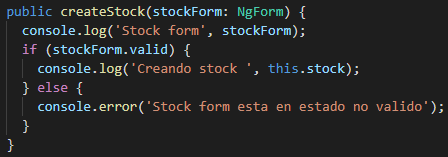 public createStock(stockForm: NgForm) {
  console.log('Stock form', stockForm);
  if (stockForm.valid) {
    console.log('Creando stock ', this.stock);
  } else {
    console.error('Stock form esta en estado no valido');
  }
}